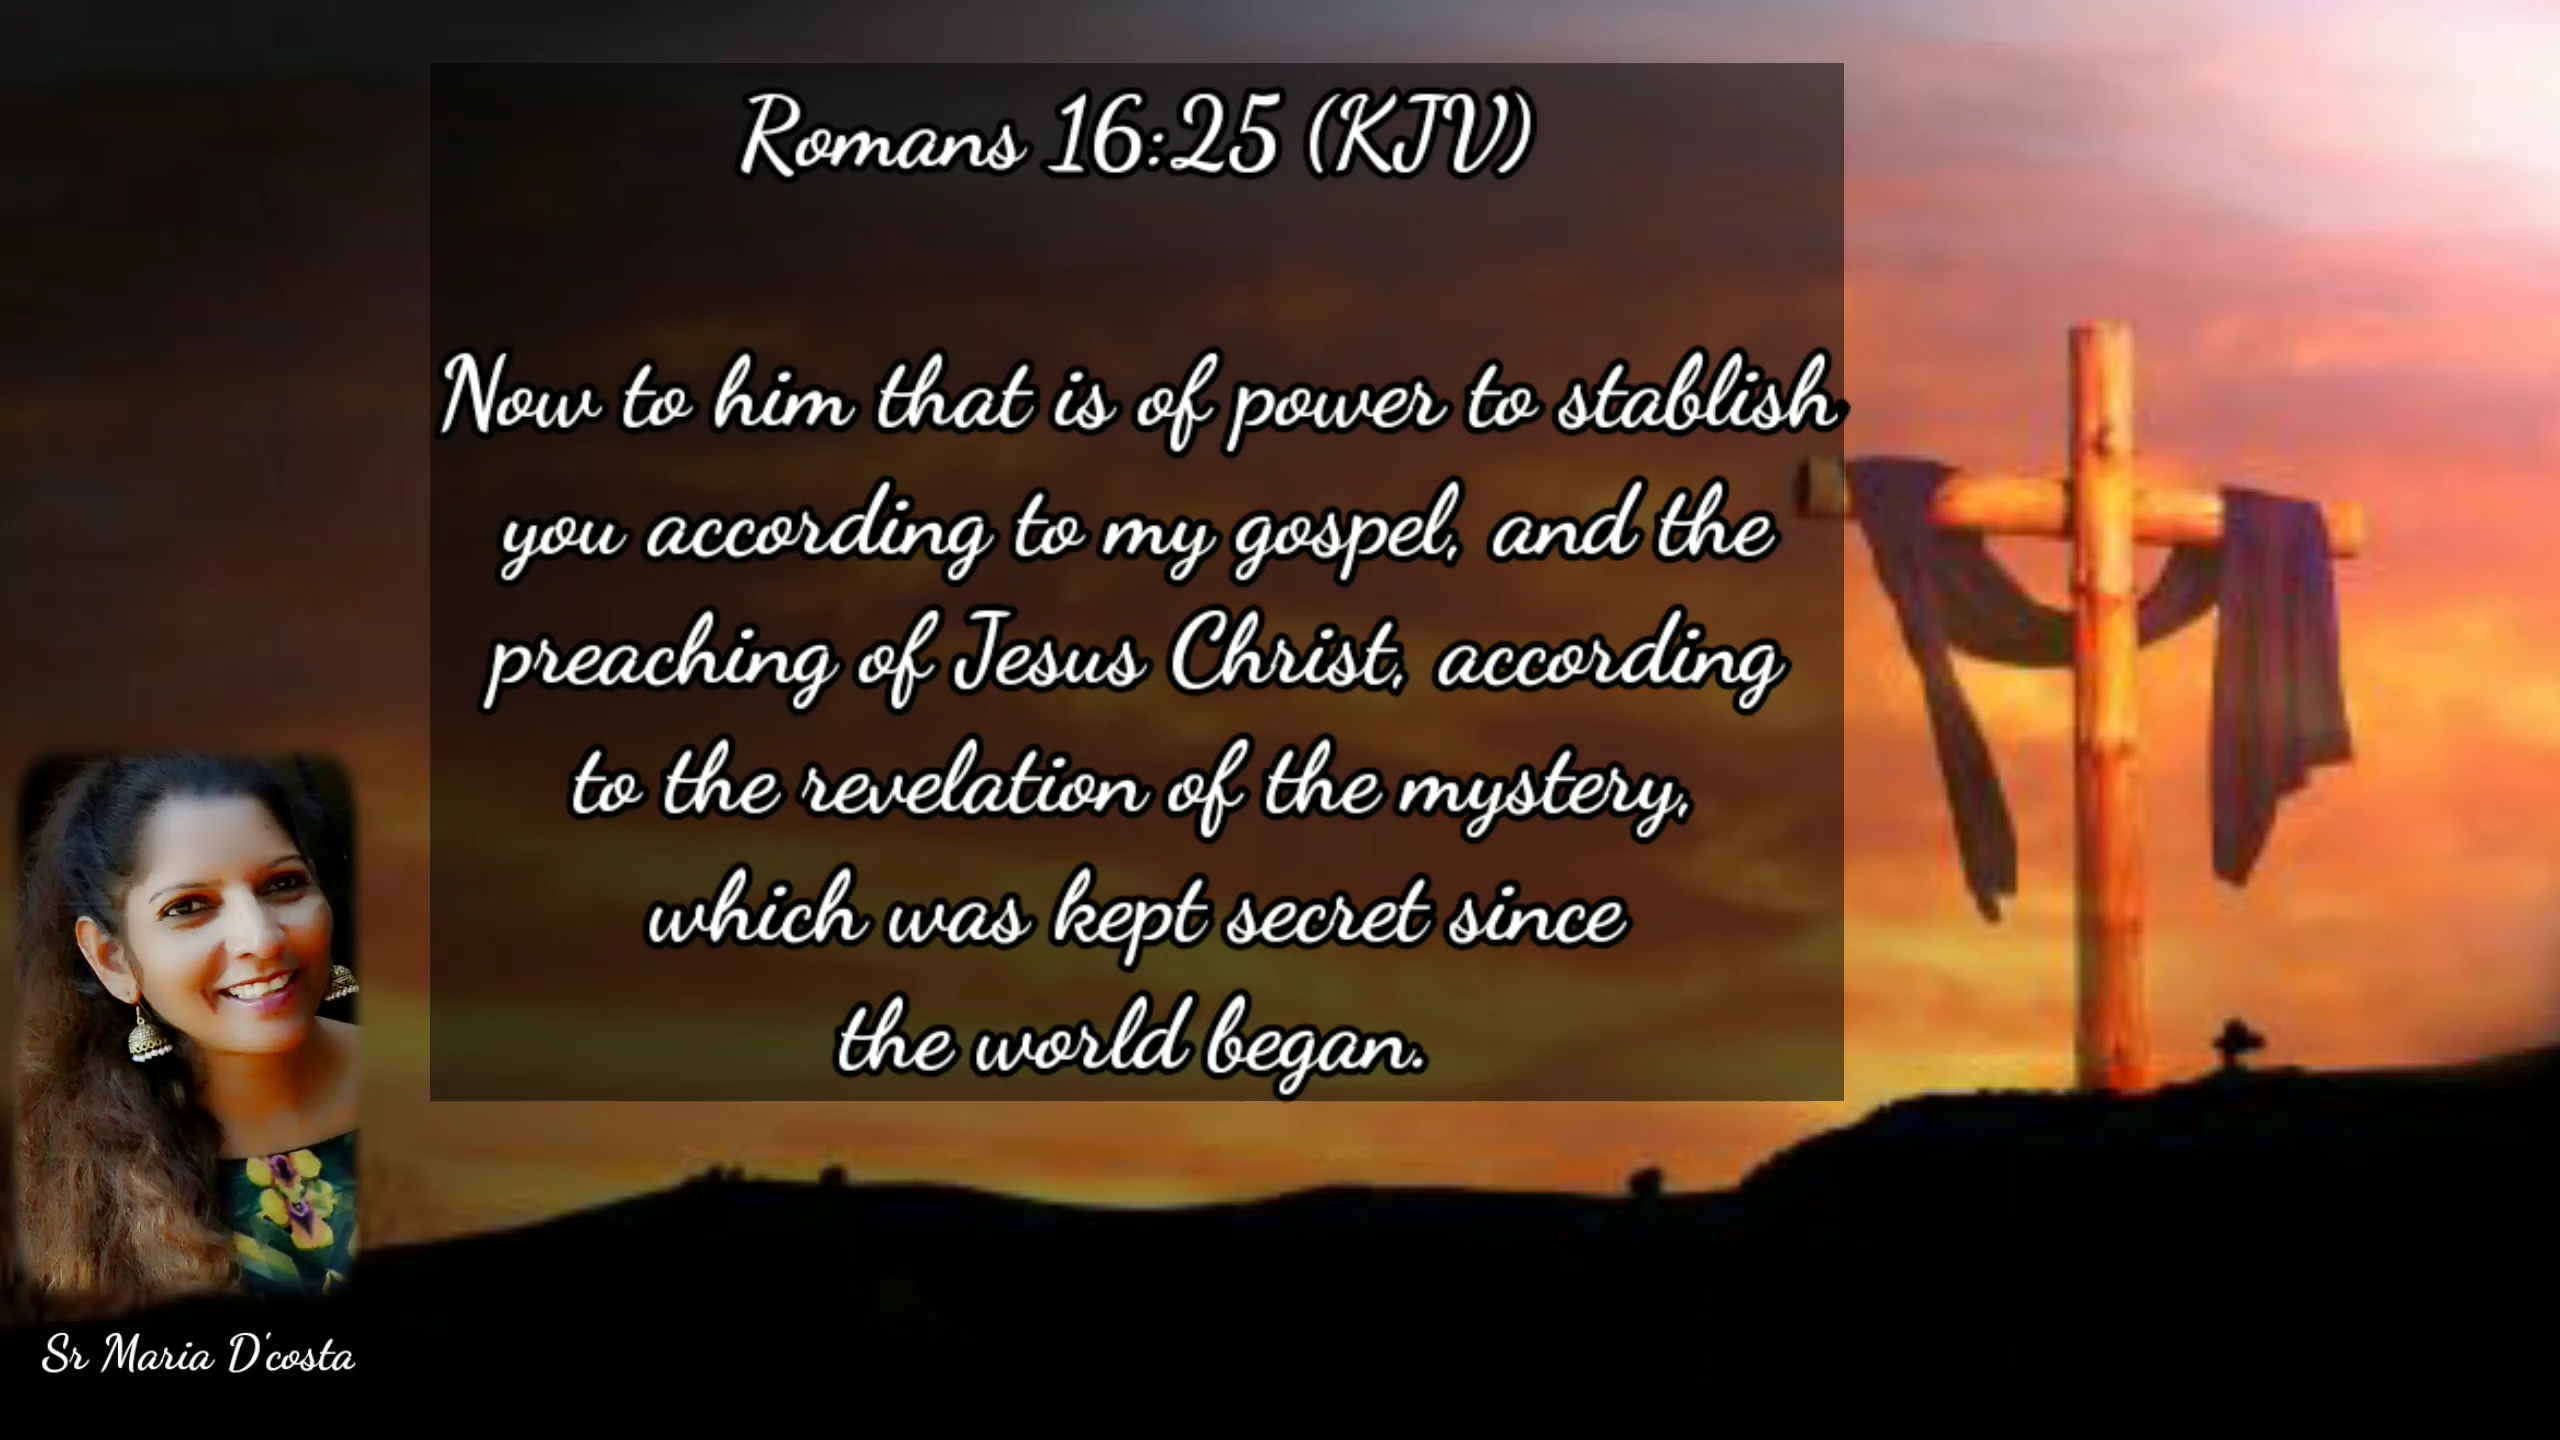 Romans 16:25 (KJV)
Now to him that is of power to stablish
you according to my gospel, and the
preaching of Jesus Christ, according
to the revelation of the mystery,
which was kept secret since
the world began.
Sr Maria D'costa